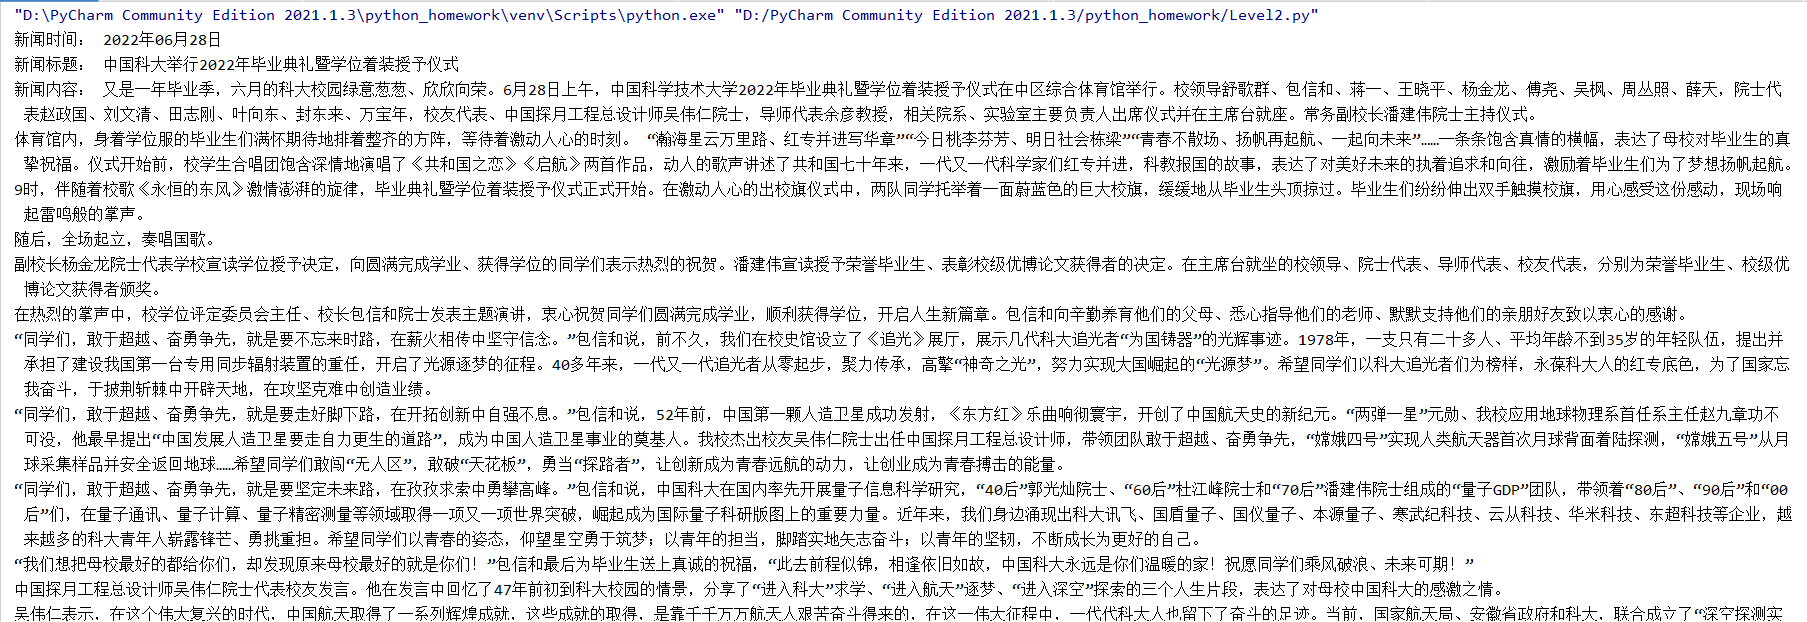 "D:\PyCharm Community Edition 2021.1.3\python_homework\venv\Scripts\python.exe" "D:/PyCharm Community Edition 2021.1.3/python_homework/Level2.py"
新闻时间： 2022年06月28日
新闻标题： 中国科大举行2022年毕业典礼暨学位着装授予仪式
新闻内容： 又是一年毕业季，六月的科大校园绿意葱葱、欣欣向荣。6月28日上午，中国科学技术大学2022年毕业典礼暨学位着装授予仪式在中区综合体育馆举行。校领导舒歌群、包信和、蒋一、王晓平、杨金龙、傅尧、吴枫、周丛照、薛天，院士代
表赵政国、刘文清、田志刚、叶向东、封东来、万宝年，校友代表、中国探月工程总设计师吴伟仁院士，导师代表余彦教授，相关院系、实验室主要负责人出席仪式并在主席台就座。常务副校长潘建伟院士主持仪式。
体育馆内，身着学位服的毕业生们满怀期待地排着整齐的方阵，等待着激动人心的时刻。 “瀚海星云万里路、红专并进写华章”“今日桃李芬芳、明日社会栋梁”“青春不散场、扬帆再起航、一起向未来”……一条条饱含真情的横幅，表达了母校对毕业生的真
挚祝福。仪式开始前，校学生合唱团饱含深情地演唱了《共和国之恋》《启航》两首作品，动人的歌声讲述了共和国七十年来，一代又一代科学家们红专并进，科教报国的故事，表达了对美好未来的执着追求和向往，激励着毕业生们为了梦想扬帆起航。
9时，伴随着校歌《永恒的东风》激情澎湃的旋律，毕业典礼暨学位着装授予仪式正式开始。在激动人心的出校旗仪式中，两队同学托举着一面蔚蓝色的巨大校旗，缓缓地从毕业生头顶掠过。毕业生们纷纷伸出双手触摸校旗，用心感受这份感动，现场响
起雷鸣般的掌声。
随后，全场起立，奏唱国歌。
副校长杨金龙院士代表学校宣读学位授予决定，向圆满完成学业、获得学位的同学们表示热烈的祝贺。潘建伟宣读授予荣誉毕业生、表彰校级优博论文获得者的决定。在主席台就坐的校领导、院士代表、导师代表、校友代表，分别为荣誉毕业生、校级优
博论文获得者颁奖。
在热烈的掌声中，校学位评定委员会主任、校长包信和院士发表主题演讲，衷心祝贺同学们圆满完成学业，顺利获得学位，开启人生新篇章。包信和向辛勤养育他们的父母、悉心指导他们的老师、默默支持他们的亲朋好友致以衷心的感谢。
“同学们，敢于超越、奋勇争先，就是要不忘来时路，在薪火相传中坚守信念。”包信和说，前不久，我们在校史馆设立了《追光》展厅，展示几代科大追光者“为国铸器”的光辉事迹。1978年，一支只有二十多人、平均年龄不到35岁的年轻队伍，提出并
承担了建设我国第一台专用同步辐射装置的重任，开启了光源逐梦的征程。40多年来，一代又一代追光者从零起步，聚力传承，高擎“神奇之光”，努力实现大国崛起的“光源梦”。希望同学们以科大追光者们为榜样，永葆科大人的红专底色，为了国家忘
我奋斗，于披荆斩棘中开辟天地，在攻坚克难中创造业绩。
“同学们，敢于超越、奋勇争先，就是要走好脚下路，在开拓创新中自强不息。”包信和说，52年前，中国第一颗人造卫星成功发射，《东方红》乐曲响彻寰宇，开创了中国航天史的新纪元。“两弹一星”元勋、我校应用地球物理系首任系主任赵九章功不
可没，他最早提出“中国发展人造卫星要走自力更生的道路”，成为中国人造卫星事业的奠基人。我校杰出校友吴伟仁院士出任中国探月工程总设计师，带领团队敢于超越、奋勇争先，“嫦娥四号”实现人类航天器首次月球背面着陆探测，“嫦娥五号”从月
球采集样品并安全返回地球……希望同学们敢闯“无人区”，敢破“天花板”，勇当“探路者”，让创新成为青春远航的动力，让创业成为青春搏击的能量。
“同学们，敢于超越、奋勇争先，就是要坚定未来路，在孜孜求索中勇攀高峰。”包信和说，中国科大在国内率先开展量子信息科学研究，“40后”郭光灿院士、“60后”杜江峰院士和“70后”潘建伟院士组成的“量子GDP”团队，带领着“80后”、“90后”和“00
后”们，在量子通讯、量子计算、量子精密测量等领域取得一项又一项世界突破，崛起成为国际量子科研版图上的重要力量。近年来，我们身边涌现出科大讯飞、国盾量子、国仪量子、本源量子、寒武纪科技、云从科技、华米科技、东超科技等企业，越
来越多的科大青年人崭露锋芒、勇挑重担。希望同学们以青春的姿态，仰望星空勇于筑梦；以青年的担当，脚踏实地矢志奋斗；以青年的坚韧，不断成长为更好的自己。
“我们想把母校最好的都给你们，却发现原来母校最好的就是你们！”包信和最后为毕业生送上真诚的祝福，“此去前程似锦，相逢依旧如故，中国科大永远是你们温暖的家！祝愿同学们乘风破浪、未来可期！”
中国探月工程总设计师吴伟仁院士代表校友发言。他在发言中回忆了47年前初到科大校园的情景，分享了“进入科大”求学、“进入航天”逐梦、“进入深空”探索的三个人生片段，表达了对母校中国科大的感激之情。
吴伟仁表示，在这个伟大复兴的时代，中国航天取得了一系列辉煌成就，这些成就的取得，是靠千千万万航天人艰苦奋斗得来的，在这一伟大征程中，一代代科大人也留下了奋斗的足迹。当前，国家航天局、安徽省政府和科大，联合成立了“深空探测实